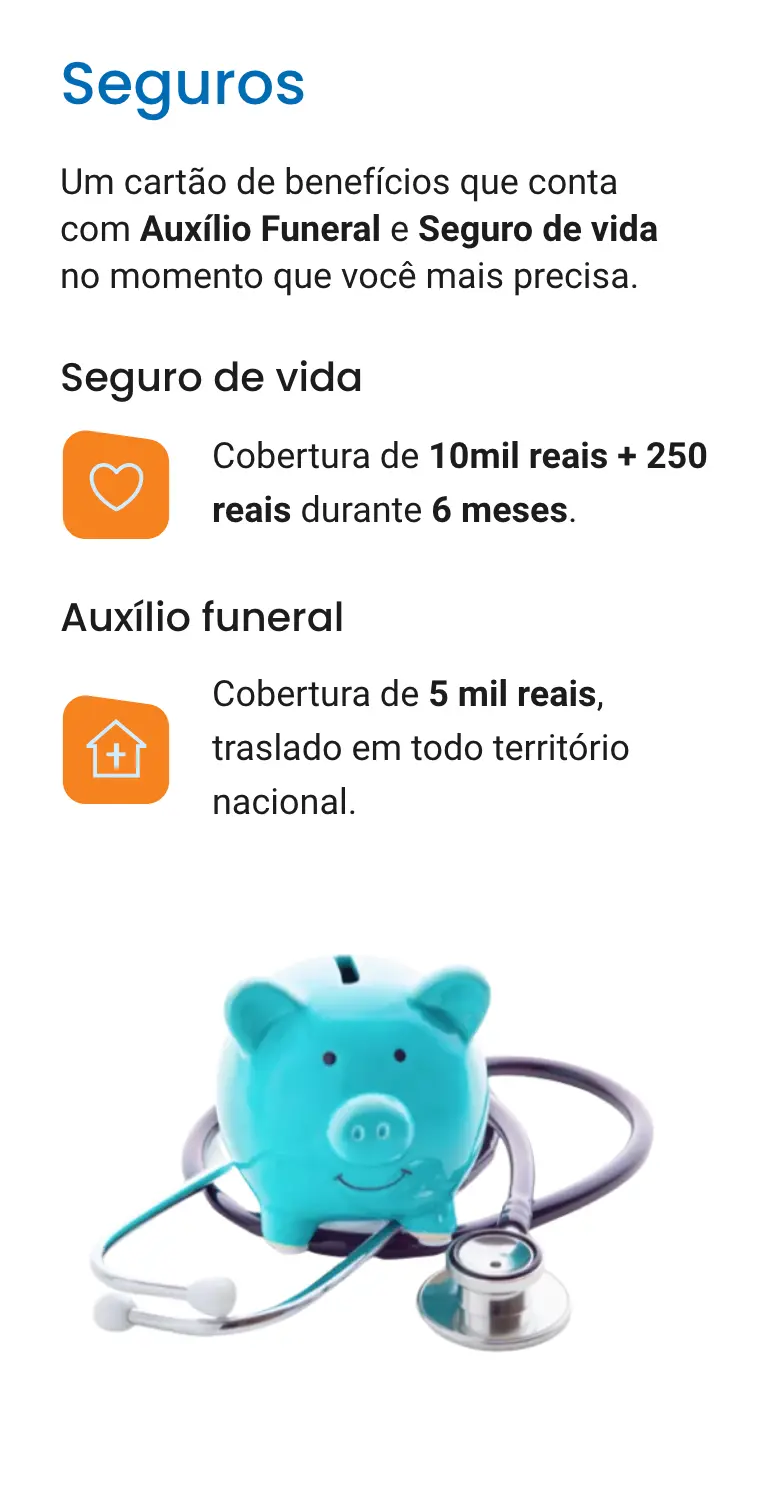 Seguros
Um cartão de benefícios que conta
com Auxílio Funeral e Seguro de vida
no momento que você mais precisa.
Seguro de vida
Cobertura de 10mil reais + 250
reais durante 6 meses.
Auxílio funeral
Cobertura de 5 mil reais,
traslado em todo território
nacional.